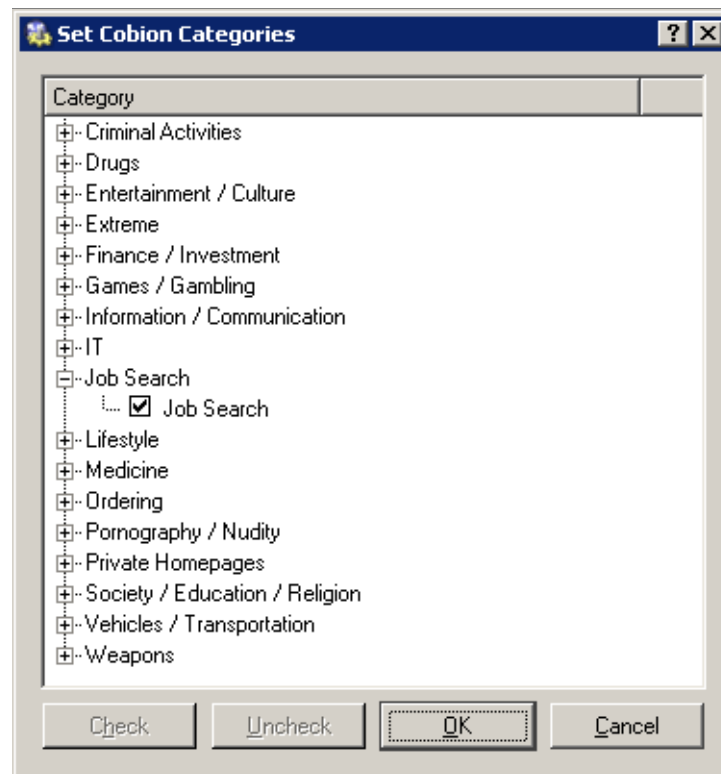 Set Cobion Categories
Category
Criminal Activities
Drugs
Entertainment / Culture
Extreme
Finance / Investment
Games / Gambling
Information / Communication
IT
Job Search
Job Search
Lifestyle
Medicine
Ordering
Pornography / Nudity
Private Homepages
Society / Education / Religion
Vehicles / Transportation
Weapons
Check Uncheck OK Cancel